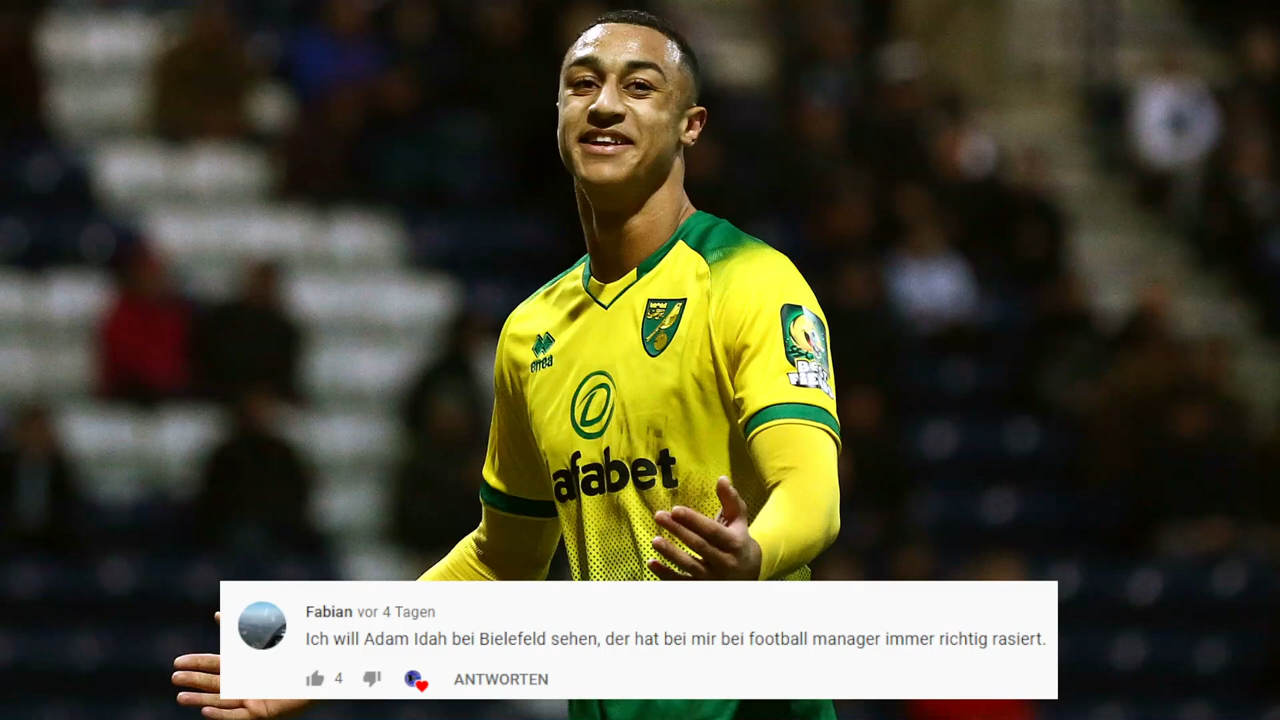 errea
afabet
Fabian vor 4 Tagen
Ich will Adam Idah bei Bielefeld sehen, der hat bei mir bei football manager immer richtig rasiert.
4
ANTWORTEN